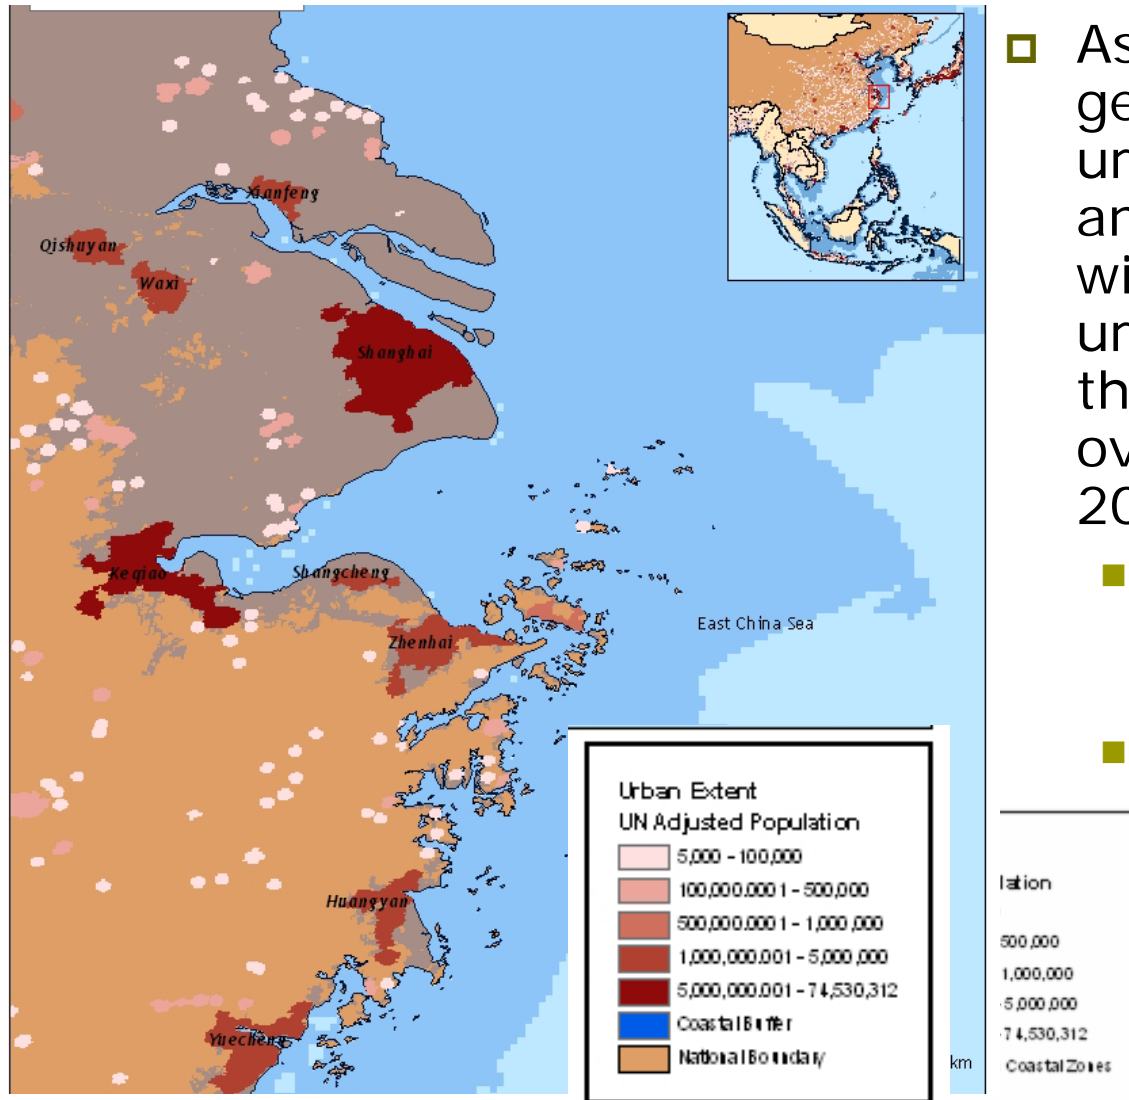 Xianfeng
Qishuyan
Waxi
Shanghai
Keqiao
Shangcheng
Zhenhai
East China Sea
Huangyan
Yuecheng
km
Urban Extent
UN Adjusted Population
5,000 - 100,000
100,000.0001 - 500,000
500,000.0001 - 1,000,000
1,000,000.001 - 5,000,000
5,000,000.001 - 74,530,312
Coastal Buffer
National Boundary
As
ge
un
an
wi
un
th
ov
20
lation
500,000
1,000,000
-5,000,000
-74,530,312
Coastal Zones